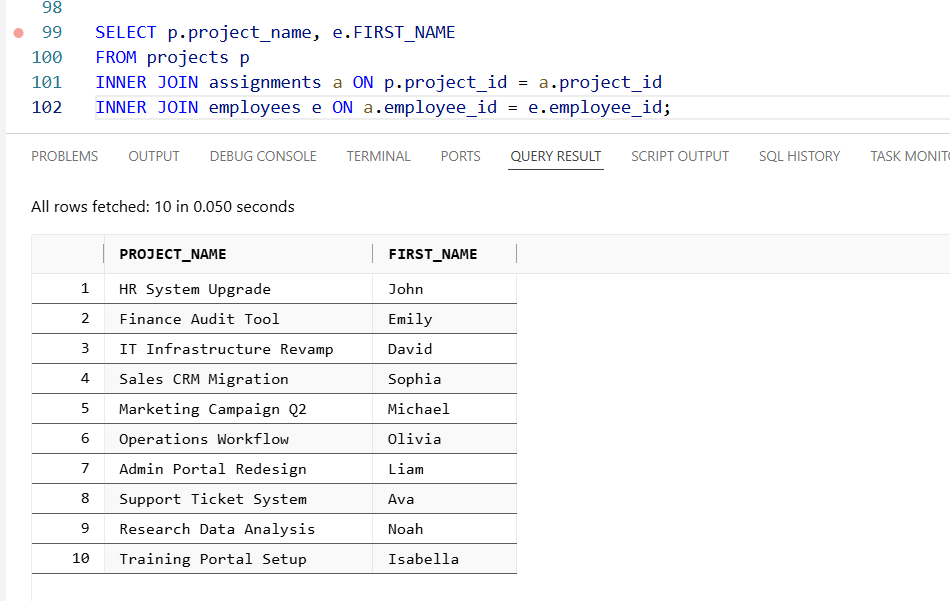 98
99 SELECT p.project_name, e.FIRST_NAME
100 FROM projects p
101 INNER JOIN assignments a ON p.project_id = a.project_id
102 INNER JOIN employees e ON a.employee_id = e.employee_id;
PROBLEMS OUTPUT DEBUG CONSOLE TERMINAL PORTS QUERY RESULT SCRIPT OUTPUT SQL HISTORY TASK MONIT
All rows fetched: 10 in 0.050 seconds
PROJECT_NAME FIRST_NAME
1 HR System Upgrade John
2 Finance Audit Tool Emily
3 IT Infrastructure Revamp David
4 Sales CRM Migration Sophia
5 Marketing Campaign Q2 Michael
6 Operations Workflow Olivia
7 Admin Portal Redesign Liam
8 Support Ticket System Ava
9 Research Data Analysis Noah
10 Training Portal Setup Isabella